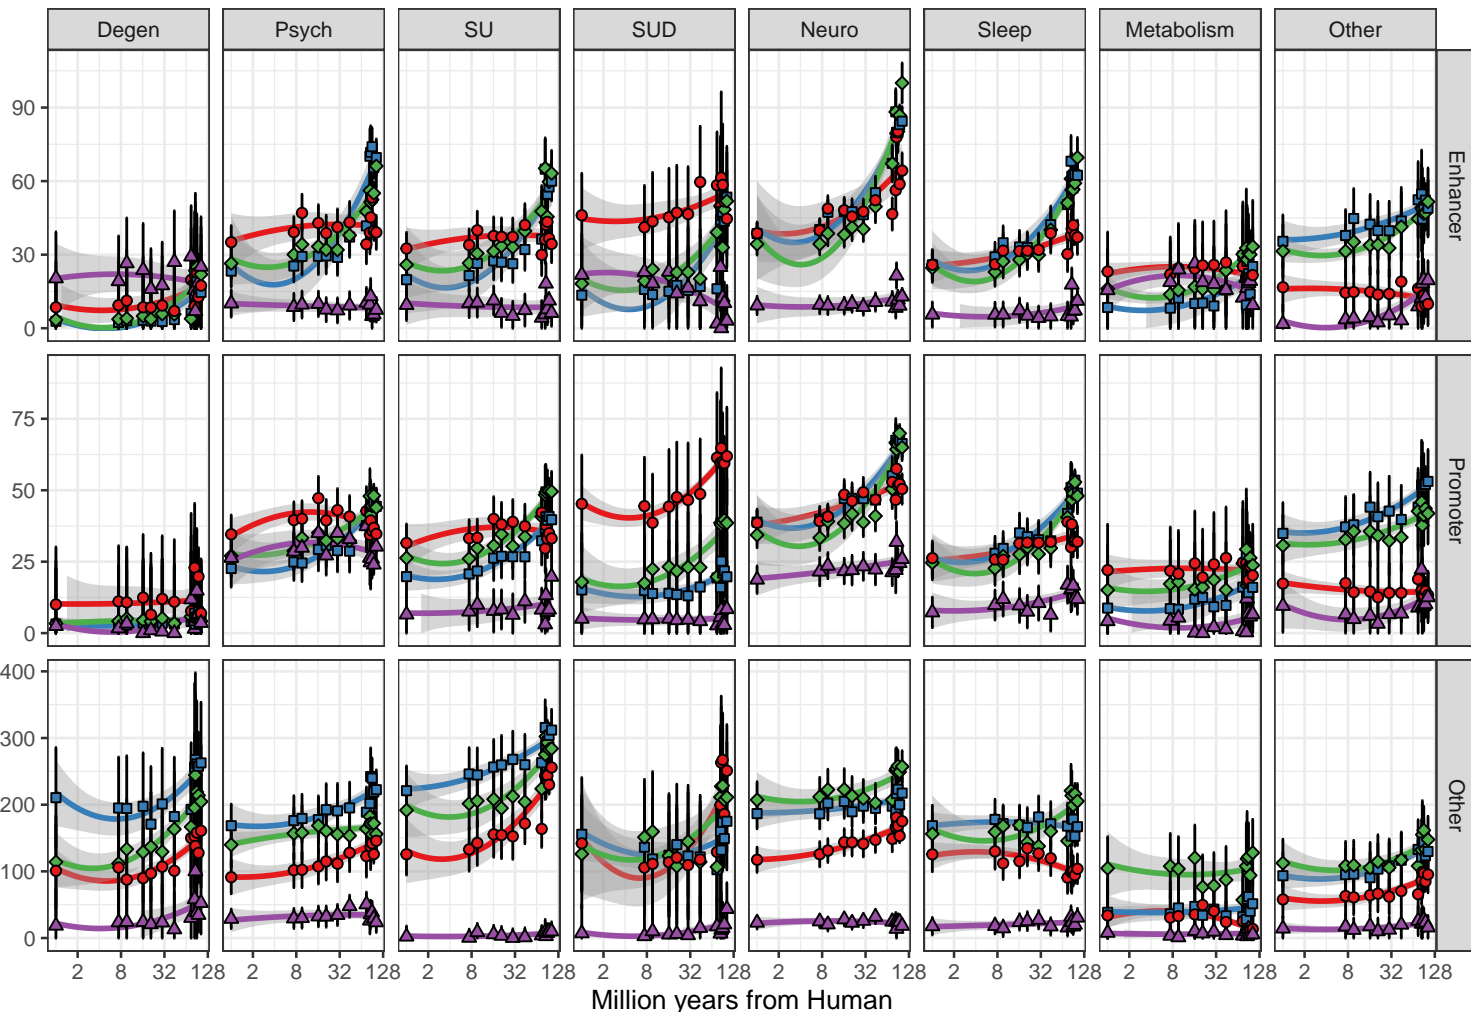 Degen Psych SU SUD Neuro Sleep Metabolism Other
90
60
30
0
Enhancer
75
50
25
0
Promoter
400
300
200
100
0
Other
2 8 32 128 2 8 32 128 2 8 32 128 2 8 32 128 2 8 32 128 2 8 32 128 2 8 32 128 2 8 32 128
Million years from Human